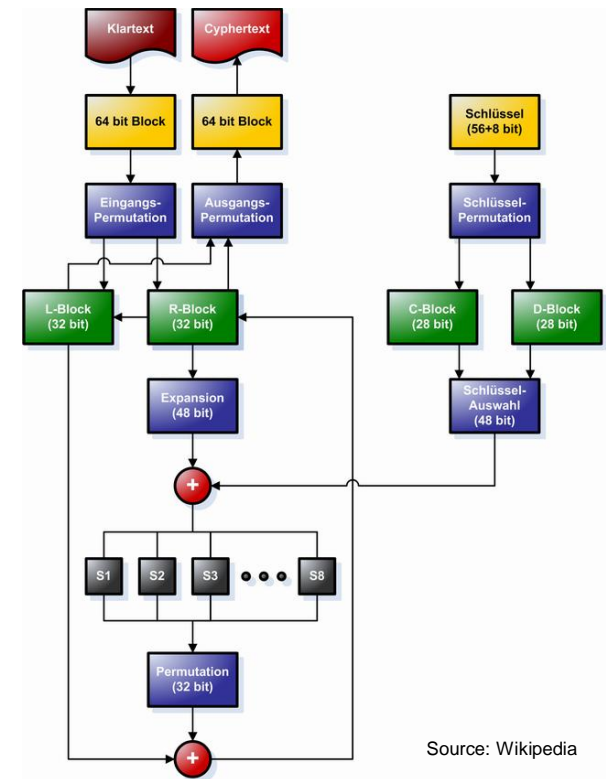 Klartext
Cyphertext
64 bit Block
64 bit Block
Schlüssel
(56+8 bit)
Eingangs-
Permutation
Ausgangs-
Permutation
Schlüssel-
Permutation
L-Block
(32 bit)
R-Block
(32 bit)
C-Block
(28 bit)
D-Block
(28 bit)
Expansion
(48 bit)
Schlüssel-
Auswahl
(48 bit)
+
S1
S2
S3
S8
Permutation
(32 bit)
+
Source: Wikipedia